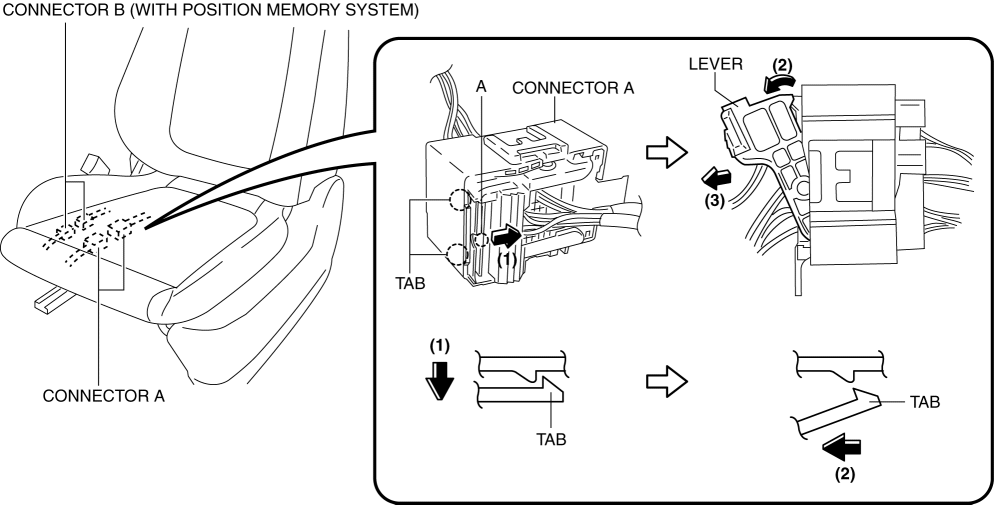 CONNECTOR B (WITH POSITION MEMORY SYSTEM)
LEVER
(2)
A
CONNECTOR A
(3)
(1)
TAB
(1)
CONNECTOR A
TAB
TAB
(2)